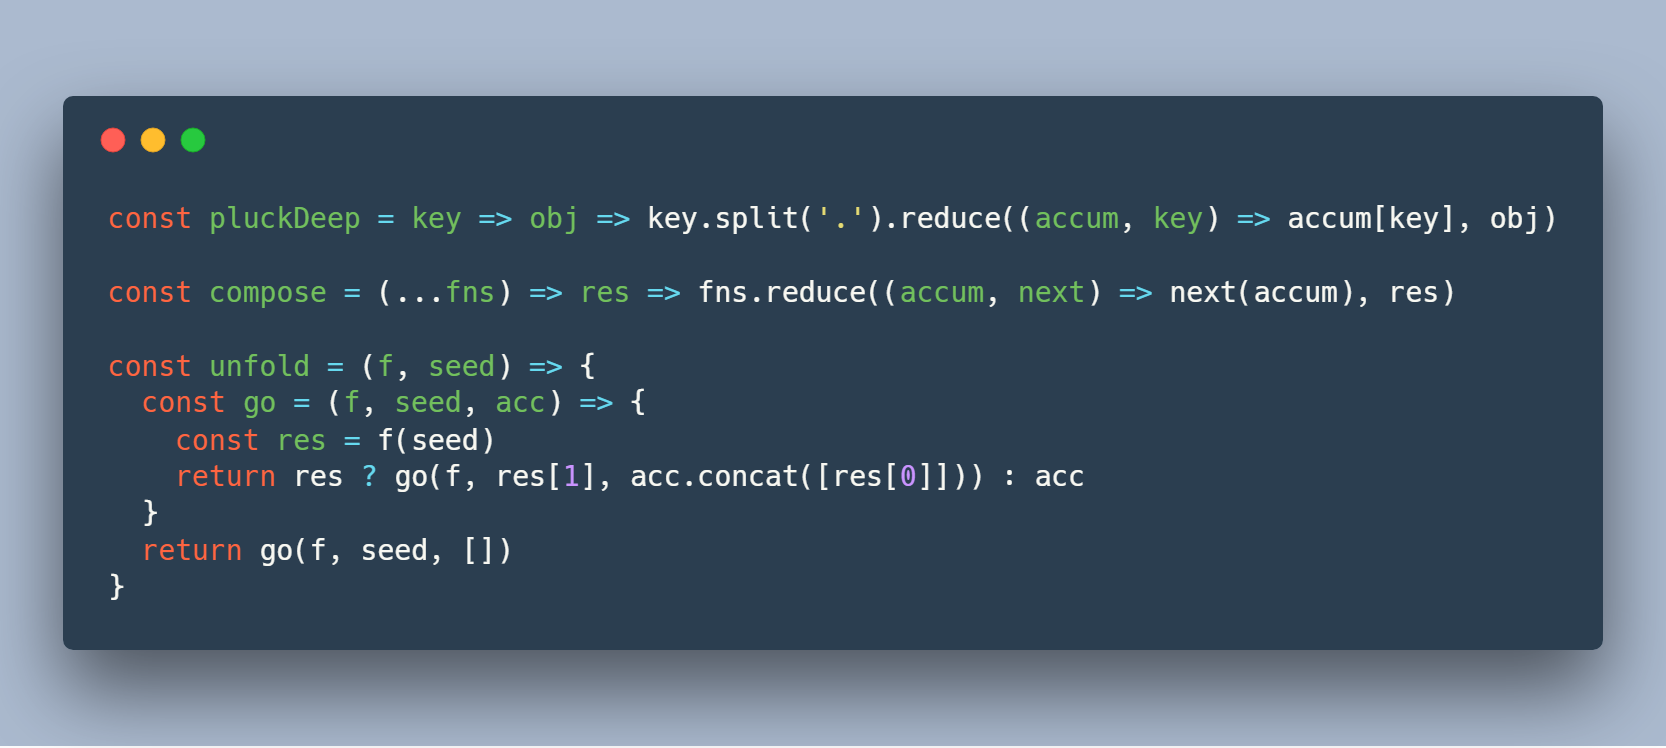 const pluckDeep = key => obj => key.split('.').reduce((accum, key) => accum[key], obj)

const compose = (...fns) => res => fns.reduce((accum, next) => next(accum), res)

const unfold = (f, seed) => {
  const go = (f, seed, acc) => {
    const res = f(seed)
    return res ? go(f, res[1], acc.concat([res[0]])) : acc
  }
  return go(f, seed, [])
}